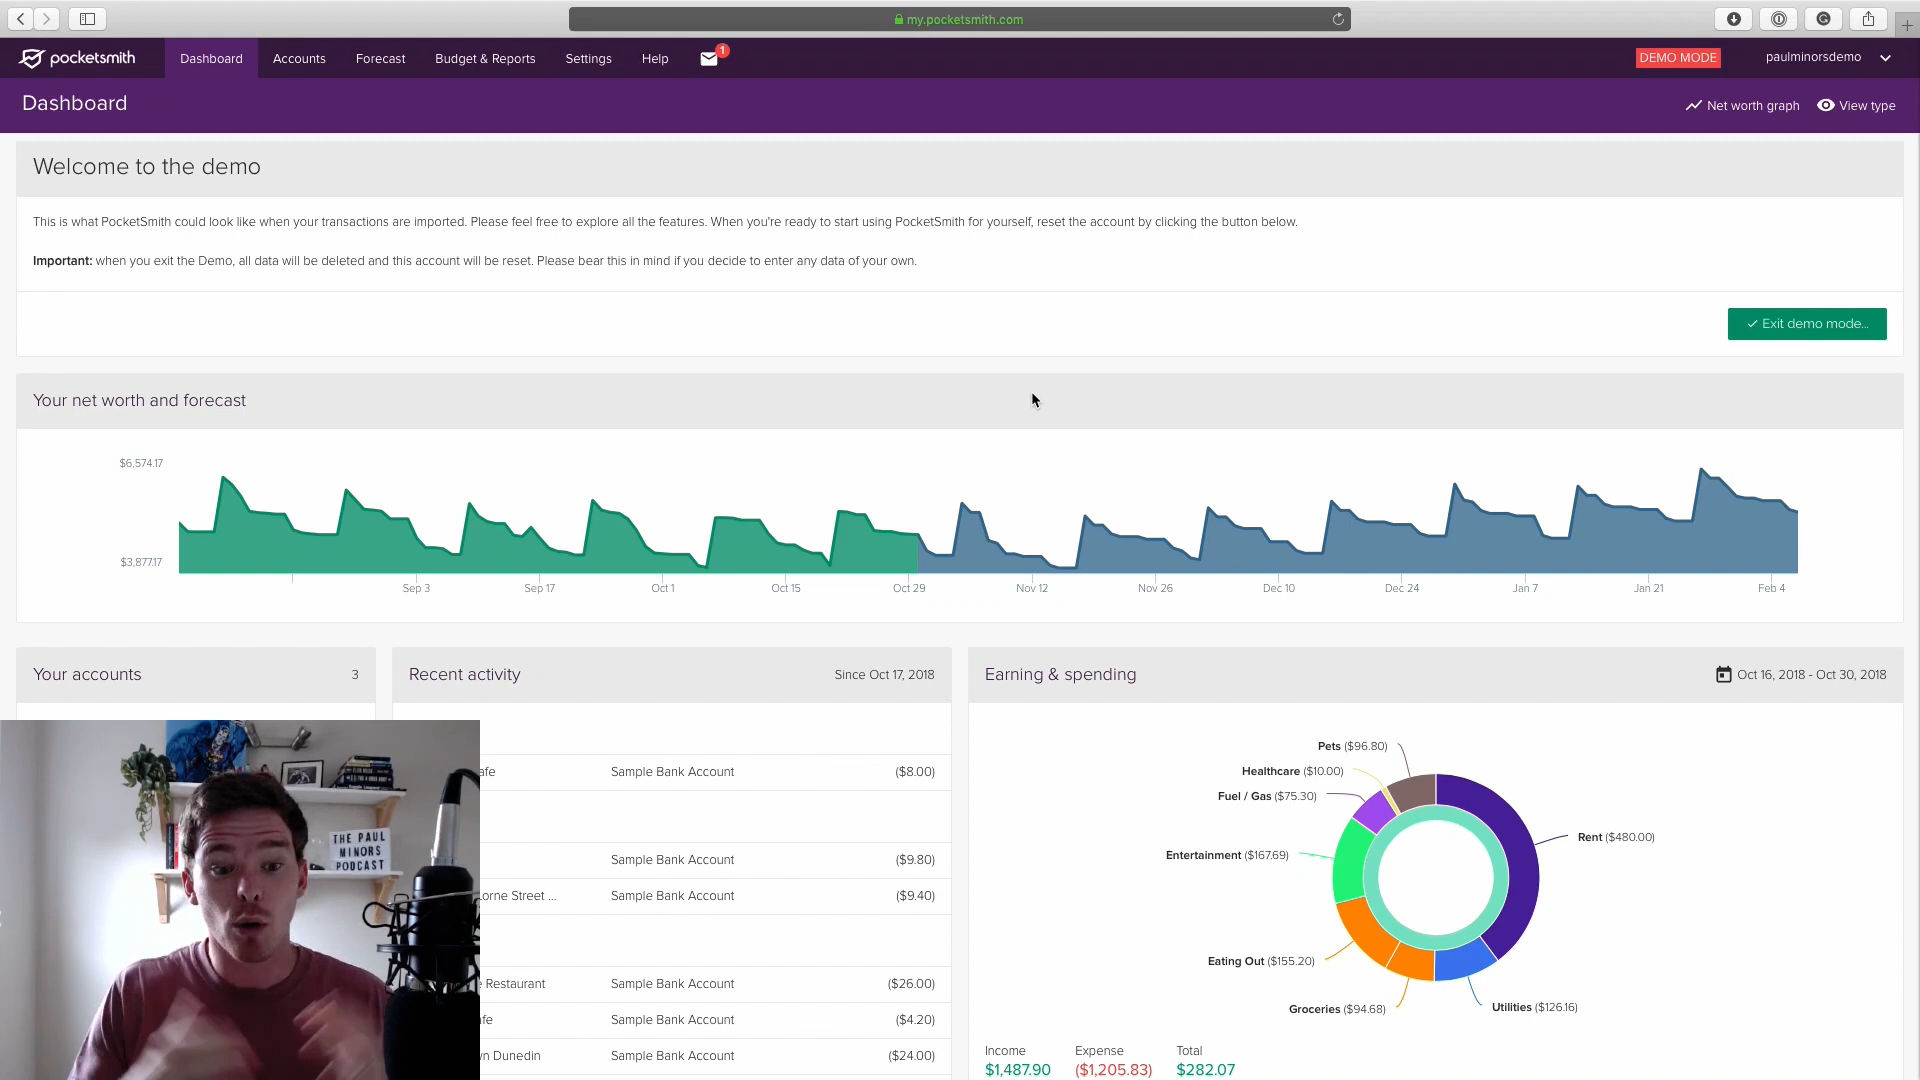 my.pocketsmith.com
pocketsmith
Dashboard
Accounts
Forecast
Budget & Reports
Settings
Help
1
DEMO MODE
paulminorsdemo
Dashboard
Net worth graph
View type
Welcome to the demo
This is what PocketSmith could look like when your transactions are imported. Please feel free to explore all the features. When you're ready to start using PocketSmith for yourself, reset the account by clicking the button below.
Important: when you exit the Demo, all data will be deleted and this account will be reset. Please bear this in mind if you decide to enter any data of your own.
Exit demo mode...
Your net worth and forecast
$6,574.17
$3,877.17
Sep 3
Sep 17
Oct 1
Oct 15
Oct 29
Nov 12
Nov 26
Dec 10
Dec 24
Jan 7
Jan 21
Feb 4
Your accounts
3
Recent activity
Since Oct 17, 2018
afe
Sample Bank Account
($8.00)
Sample Bank Account
($9.80)
Lorne Street ...
Sample Bank Account
($9.40)
e Restaurant
Sample Bank Account
($26.00)
afe
Sample Bank Account
($4.20)
wn Dunedin
Sample Bank Account
($24.00)
Earning & spending
Oct 16, 2018 - Oct 30, 2018
Pets ($96.80)
Healthcare ($10.00)
Fuel / Gas ($75.30)
Rent ($480.00)
Entertainment ($167.69)
Eating Out ($155.20)
Groceries ($94.68)
Utilities ($126.16)
Income
$1,487.90
Expense
($1,205.83)
Total
$282.07
THE PAUL
MINORS
PODCAST